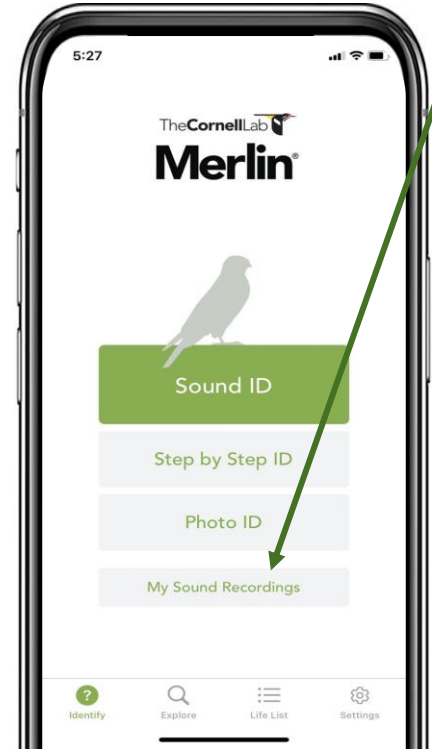 5:27
TheCornellLab
Merlin®
Sound ID
Step by Step ID
Photo ID
My Sound Recordings
?
Identify Explore Life List Settings